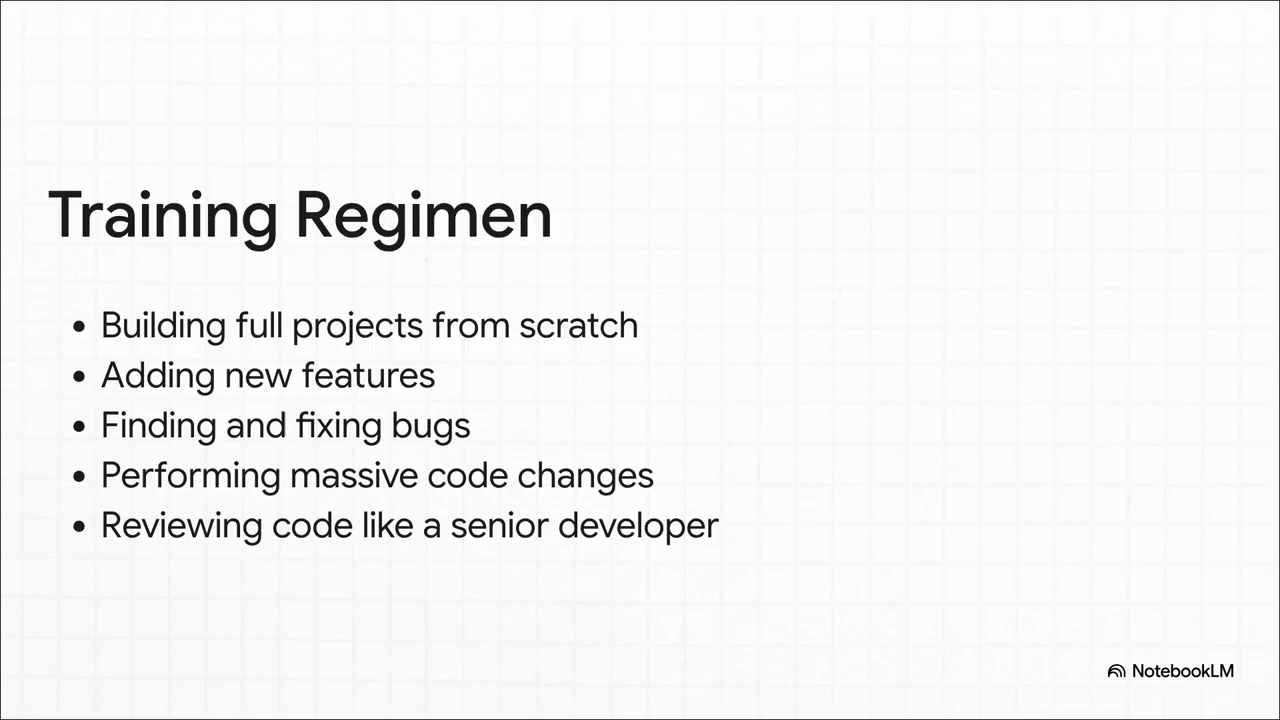 Training Regimen
• Building full projects from scratch
• Adding new features
• Finding and fixing bugs
• Performing massive code changes
• Reviewing code like a senior developer
NotebookLM